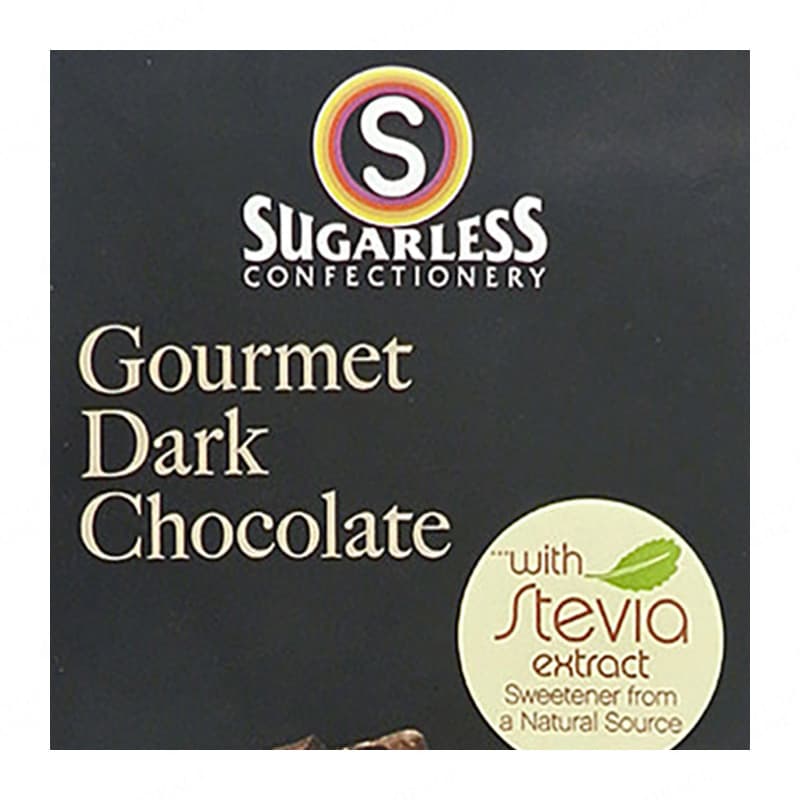 S
SUGARLESS
CONFECTIONERY
Gourmet
Dark
Chocolate
...with
Stevia
extract
Sweetener from
a Natural Source